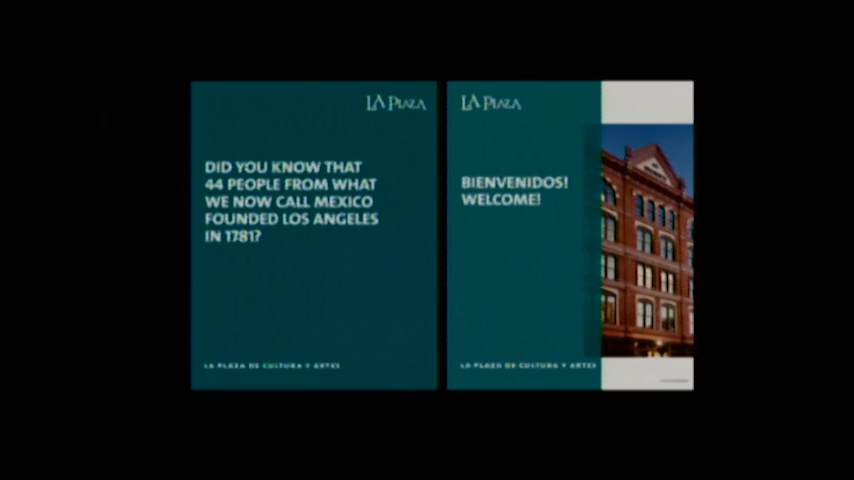 LA PLAZA
DID YOU KNOW THAT
44 PEOPLE FROM WHAT
WE NOW CALL MEXICO
FOUNDED LOS ANGELES
IN 1781?
LA PLAZA DE CULTURA Y ARTES
LA PLAZA
BIENVENIDOS!
WELCOME!
LA PLAZA DE CULTURA Y ARTES